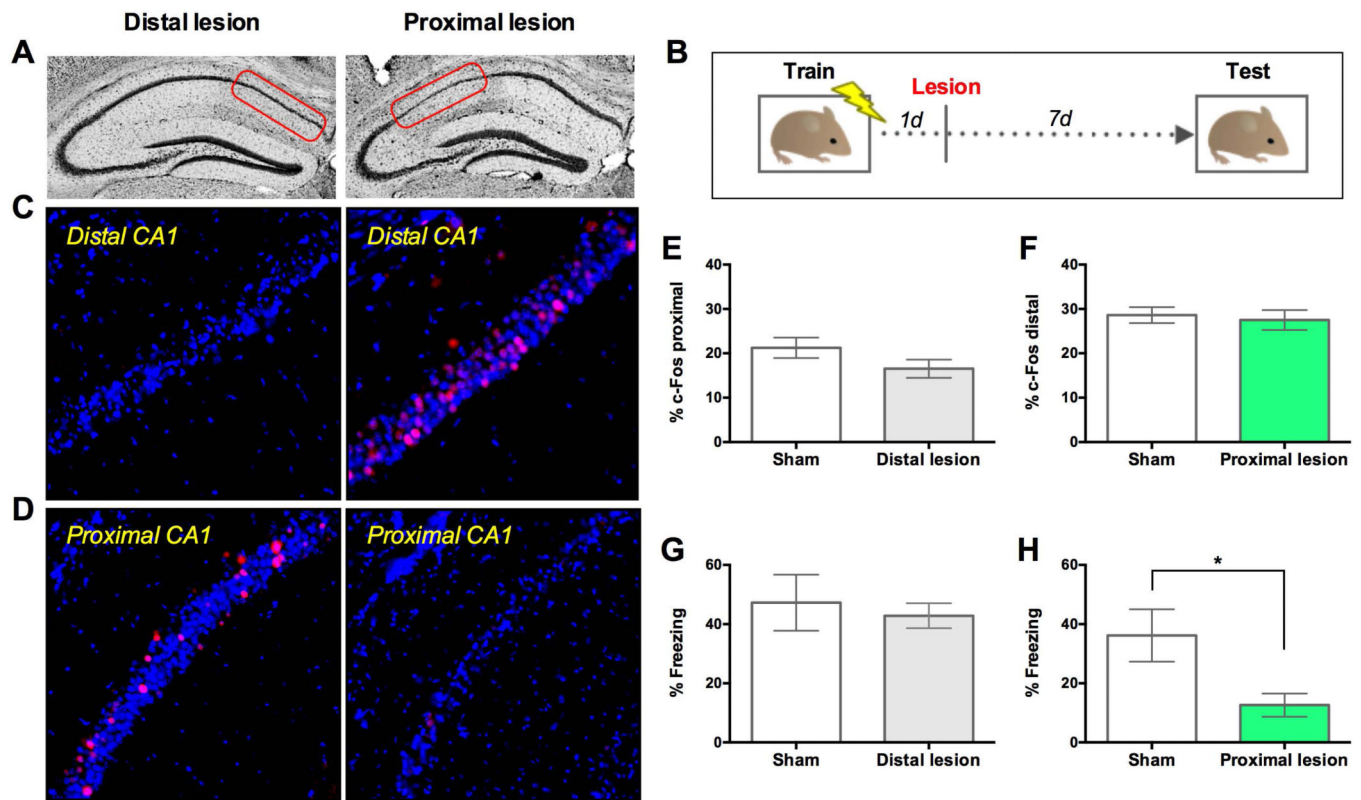 Distal lesion
Proximal lesion
A
B
Train
Lesion
1d
7d
Test
C
Distal CA1
Distal CA1
D
Proximal CA1
Proximal CA1
E
% c-Fos proximal
40
30
20
10
0
Sham
Distal lesion
F
% c-Fos distal
40
30
20
10
0
Sham
Proximal lesion
G
% Freezing
60
40
20
0
Sham
Distal lesion
H
% Freezing
60
40
20
0
*
Sham
Proximal lesion